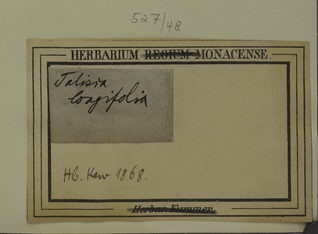 527/48
HERBARIUM REGIUM MONACENSE.
Talisia
longifolia
Hb. Kew 1868.
Herbar. Kummer.